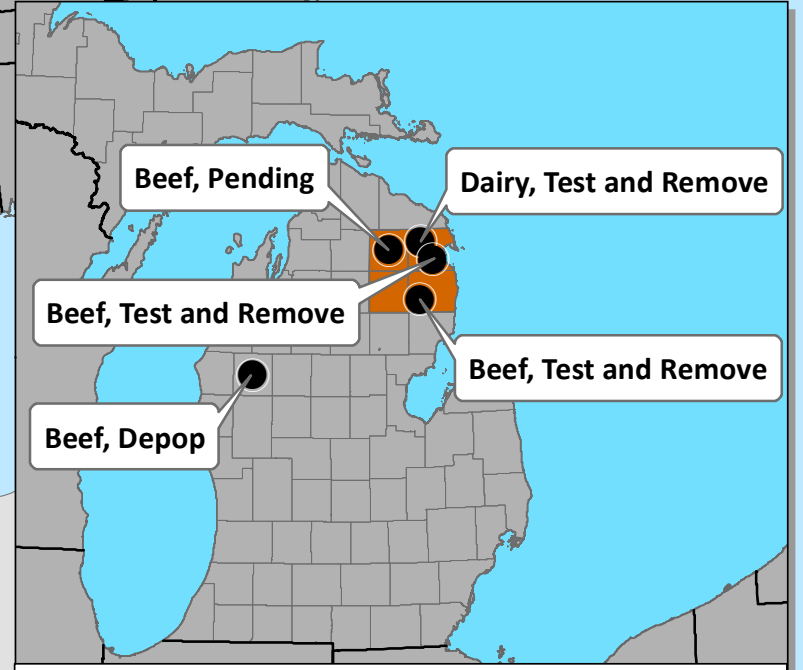 Beef, Pending
Dairy, Test and Remove
Beef, Test and Remove
Beef, Test and Remove
Beef, Depop